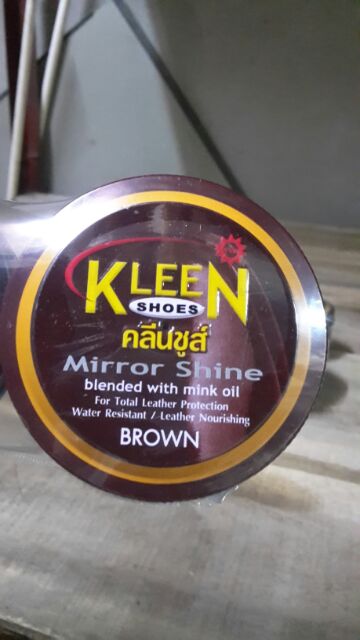 KLEEN
SHOES
คลีนชูส์
Mirror Shine
blended with mink oil
For Total Leather Protection
Water Resistant / Leather Nourishing
BROWN